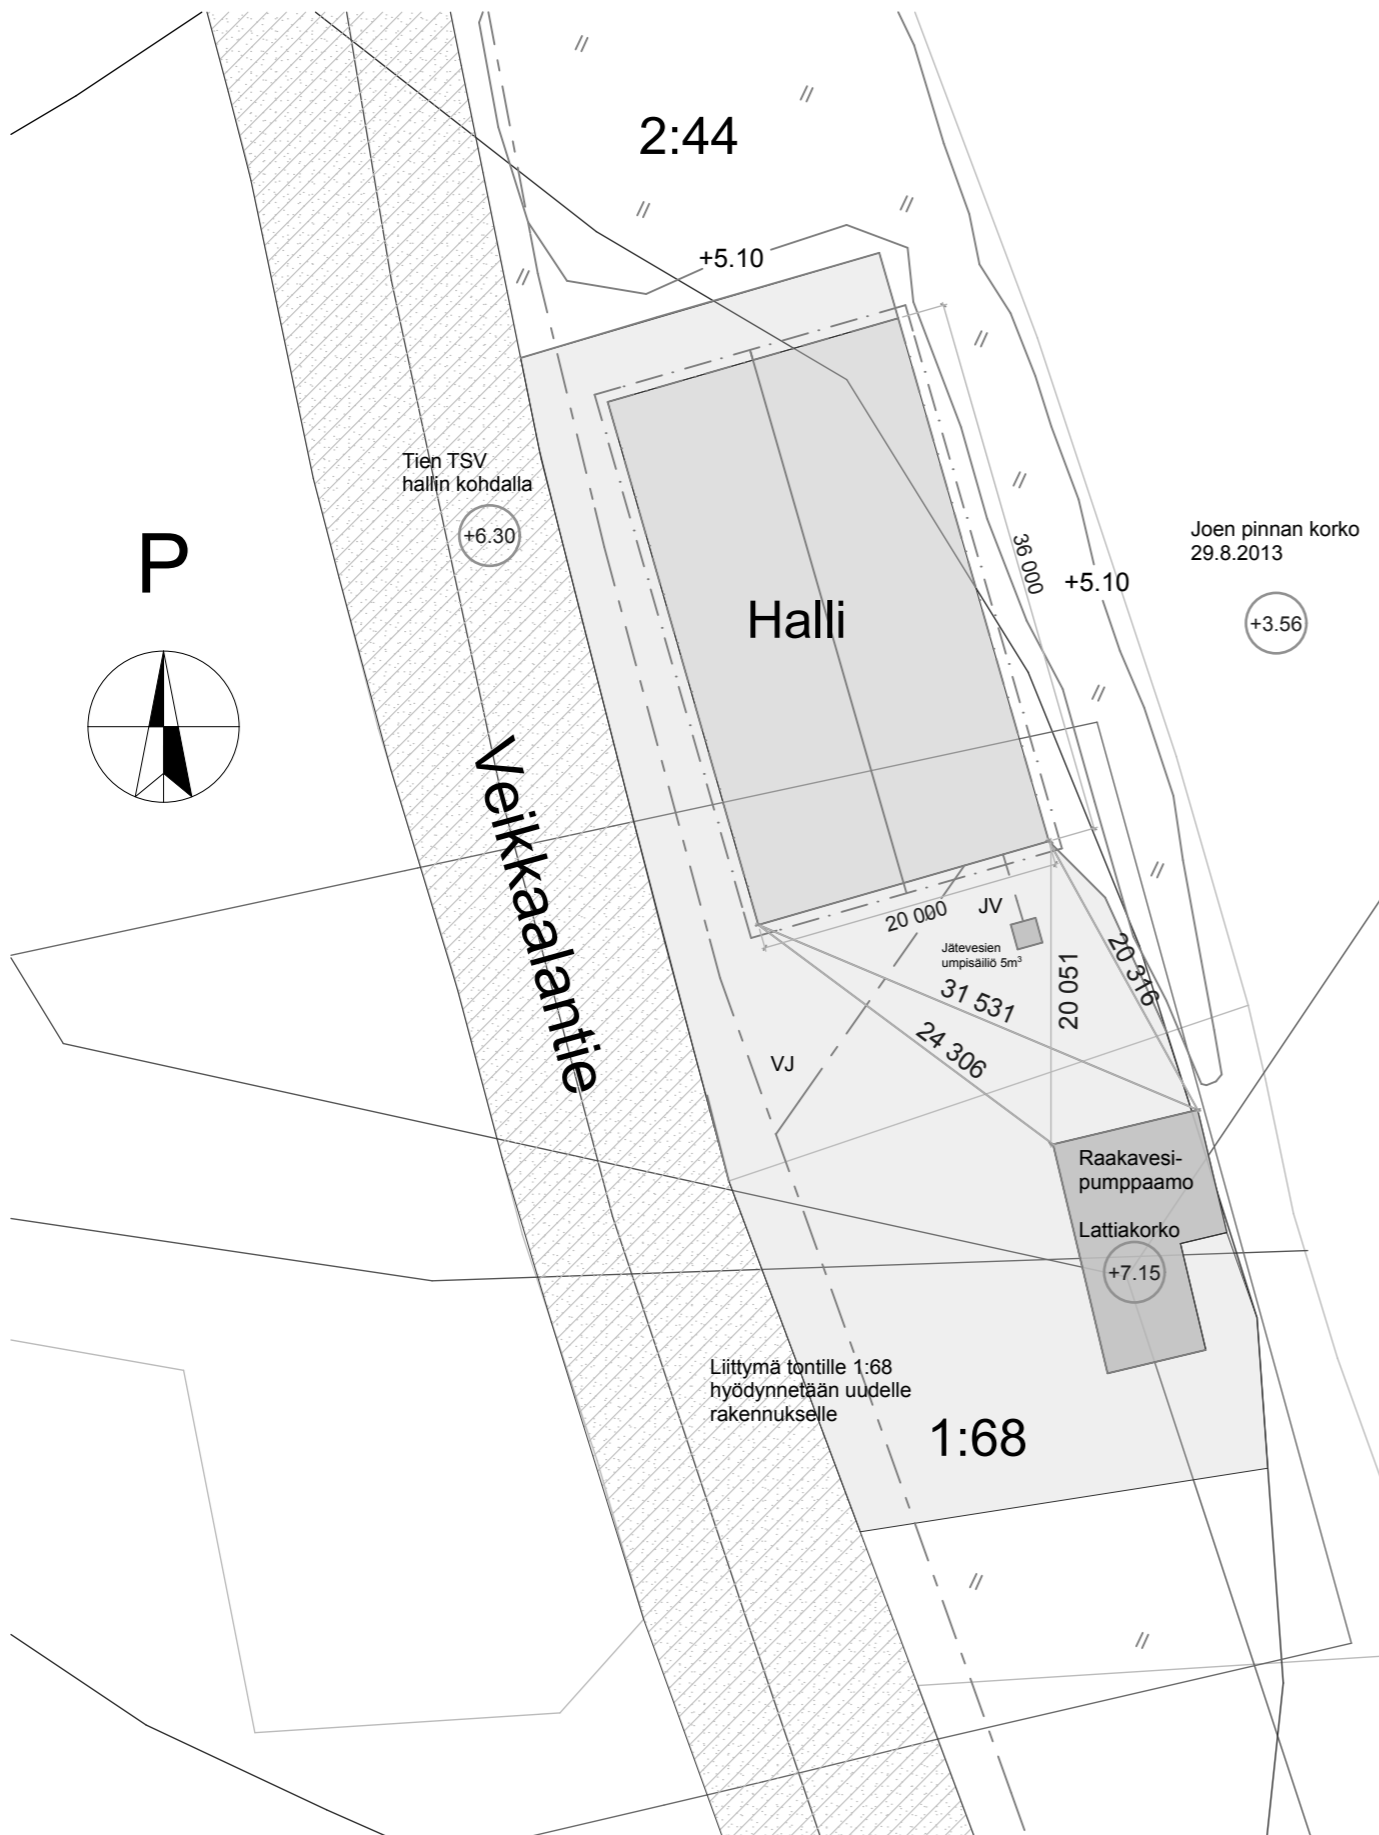 2:44
+5.10
Tien TSV
hallin kohdalla
+6.30
P
Joen pinnan korko
29.8.2013
+3.56
36 000
+5.10
Halli
Veikkaalantie
20 000
JV
Jätevesien
umpisäiliö 5m³
20 316
20 051
31 531
24 306
VJ
Raakavesi-
pumppaamo
Lattiakorko
+7.15
Liittymä tontille 1:68
hyödynnetään uudelle
rakennukselle
1:68